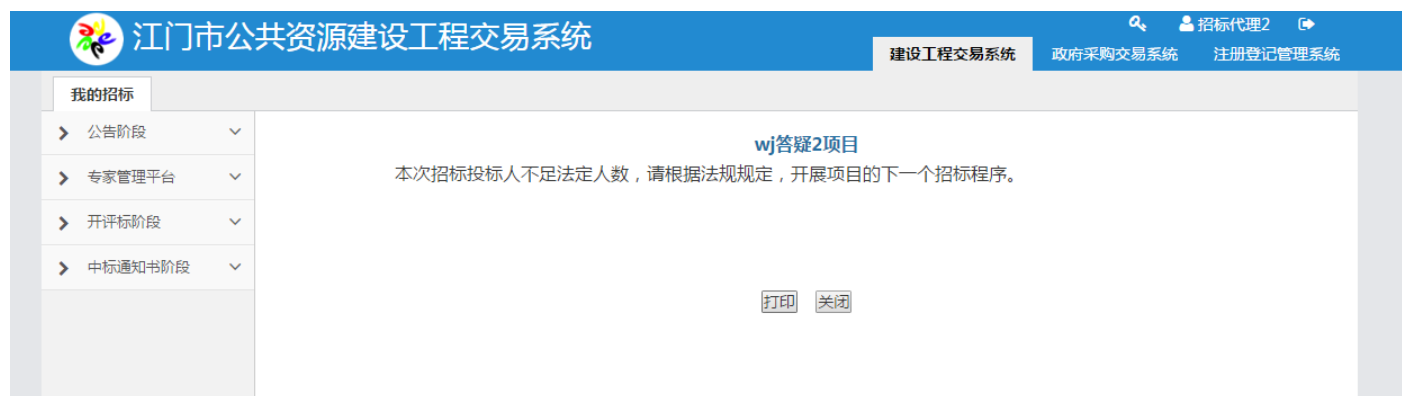 江门市公共资源建设工程交易系统
招标代理2
建设工程交易系统 政府采购交易系统 注册登记管理系统
我的招标
公告阶段
专家管理平台
开评标阶段
中标通知书阶段
wj答疑2项目
本次招标投标人不足法定人数，请根据法规规定，开展项目的下一个招标程序。
打印 关闭